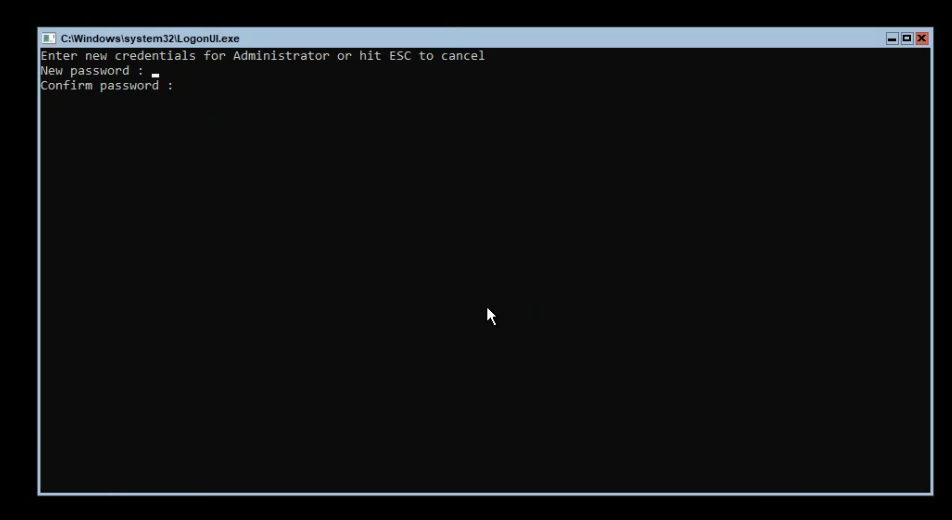 C:\Windows\system32\LogonUI.exe
Enter new credentials for Administrator or hit ESC to cancel
New password :
Confirm password :